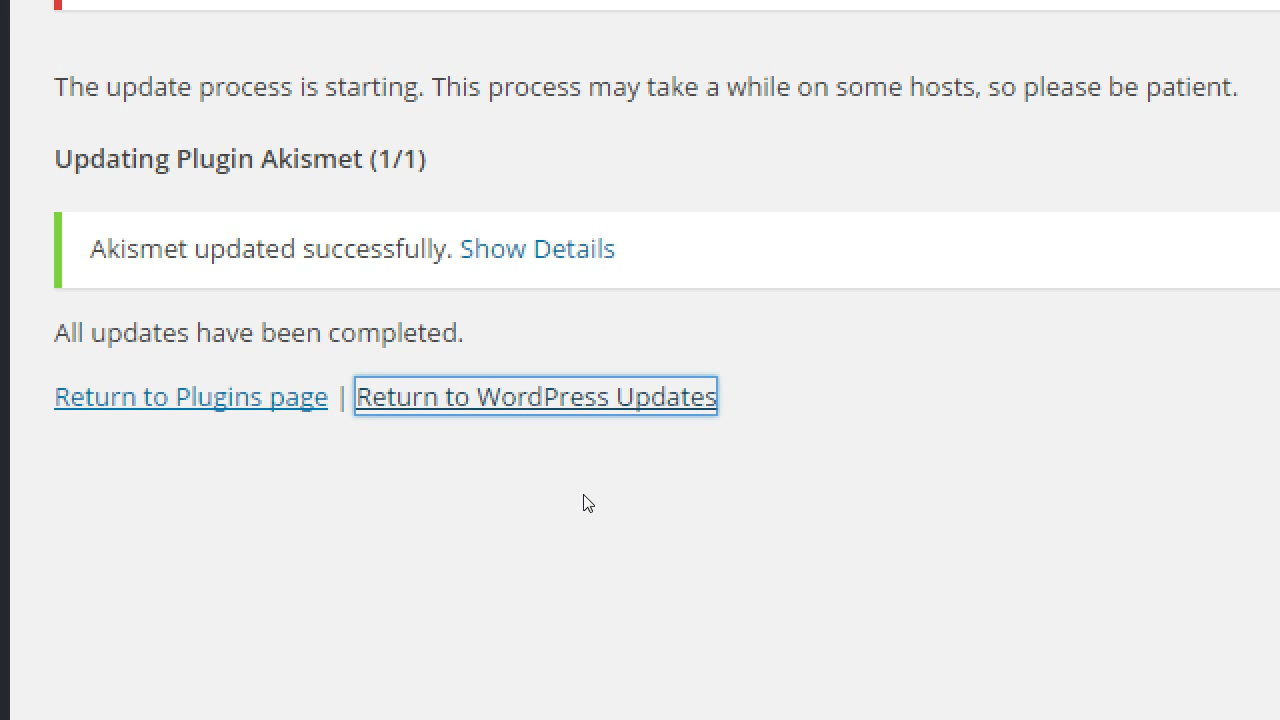 The update process is starting. This process may take a while on some hosts, so please be patient.
Updating Plugin Akismet (1/1)
Akismet updated successfully. Show Details
All updates have been completed.
Return to Plugins page | Return to WordPress Updates